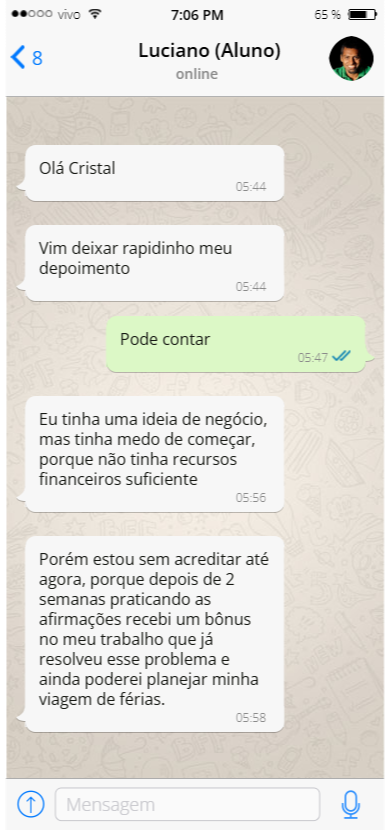 vivo 7:06 PM 65 %
8 Luciano (Aluno)
online
Olá Cristal
05:44
Vim deixar rapidinho meu
depoimento
05:44
Pode contar
05:47
Eu tinha uma ideia de negócio,
mas tinha medo de começar,
porque não tinha recursos
financeiros suficiente
05:56
Porém estou sem acreditar até
agora, porque depois de 2
semanas praticando as
afirmações recebi um bônus
no meu trabalho que já
resolveu esse problema e
ainda poderei planejar minha
viagem de férias.
05:58
Mensagem